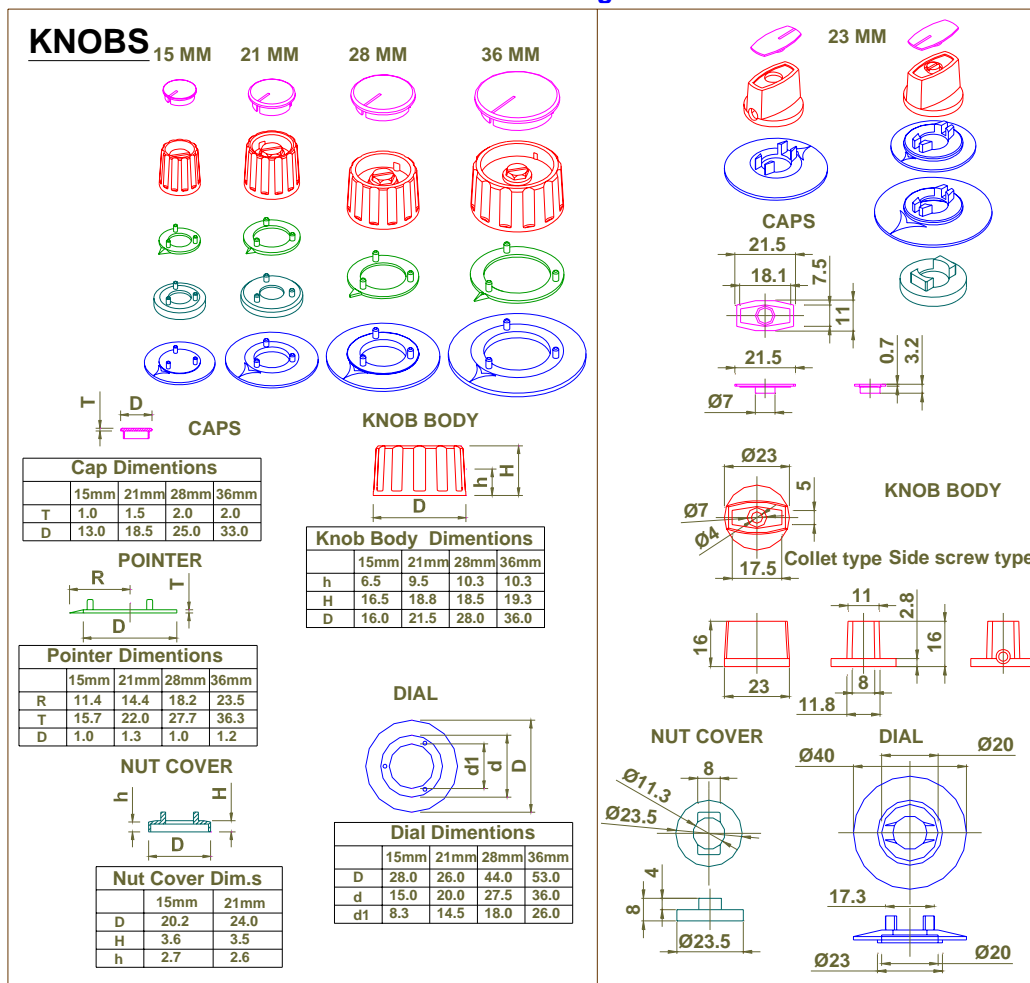 KNOBS
15 MM 21 MM 28 MM 36 MM
T D
CAPS
Cap Dimentions
15mm 21mm 28mm 36mm
T 1.0 1.5 2.0 2.0
D 13.0 18.5 25.0 33.0
KNOB BODY
h H
D
Knob Body Dimentions
15mm 21mm 28mm 36mm
h 6.5 9.5 10.3 10.3
H 16.5 18.8 18.5 19.3
D 16.0 21.5 28.0 36.0
POINTER
R T
D
Pointer Dimentions
15mm 21mm 28mm 36mm
R 11.4 14.4 18.2 23.5
T 15.7 22.0 27.7 36.3
D 1.0 1.3 1.0 1.2
NUT COVER
h H
D
Nut Cover Dim.s
15mm 21mm
D 20.2 24.0
H 3.6 3.5
h 2.7 2.6
DIAL
d1 d D
Dial Dimentions
15mm 21mm 28mm 36mm
D 28.0 26.0 44.0 53.0
d 15.0 20.0 27.5 36.0
d1 8.3 14.5 18.0 26.0
23 MM
CAPS
21.5
18.1
7.5
11
21.5
0.7
3.2
Ø7
KNOB BODY
Ø23
5
Ø7
Ø4
17.5
Collet type Side screw type
11
2.8
16
16
23
8
11.8
NUT COVER
8
Ø11.3
Ø23.5
4
8
Ø23.5
DIAL
Ø40
Ø20
17.3
Ø23
Ø20